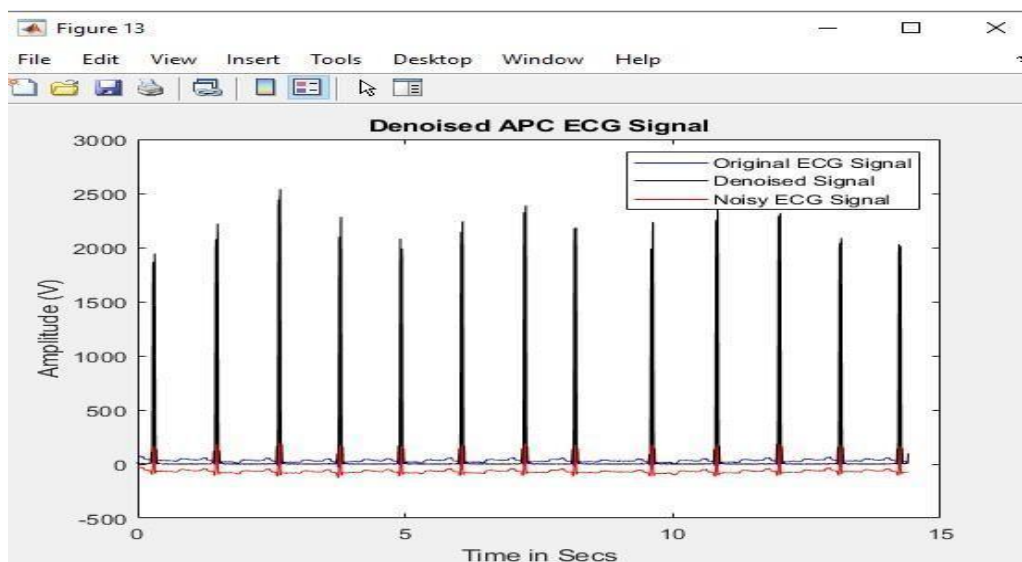 Figure 13
File Edit View Insert Tools Desktop Window Help
Denoised APC ECG Signal
3000
2500
2000
1500
1000
500
0
-500
Amplitude (V)
Original ECG Signal
Denoised Signal
Noisy ECG Signal
0 5 10 15
Time in Secs